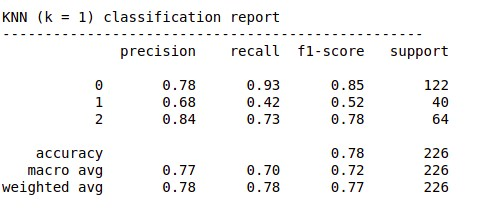 KNN (k = 1) classification report
--------------------------------------------------
precision recall f1-score support
0 0.78 0.93 0.85 122
1 0.68 0.42 0.52 40
2 0.84 0.73 0.78 64
accuracy 0.78 226
macro avg 0.77 0.70 0.72 226
weighted avg 0.78 0.78 0.77 226